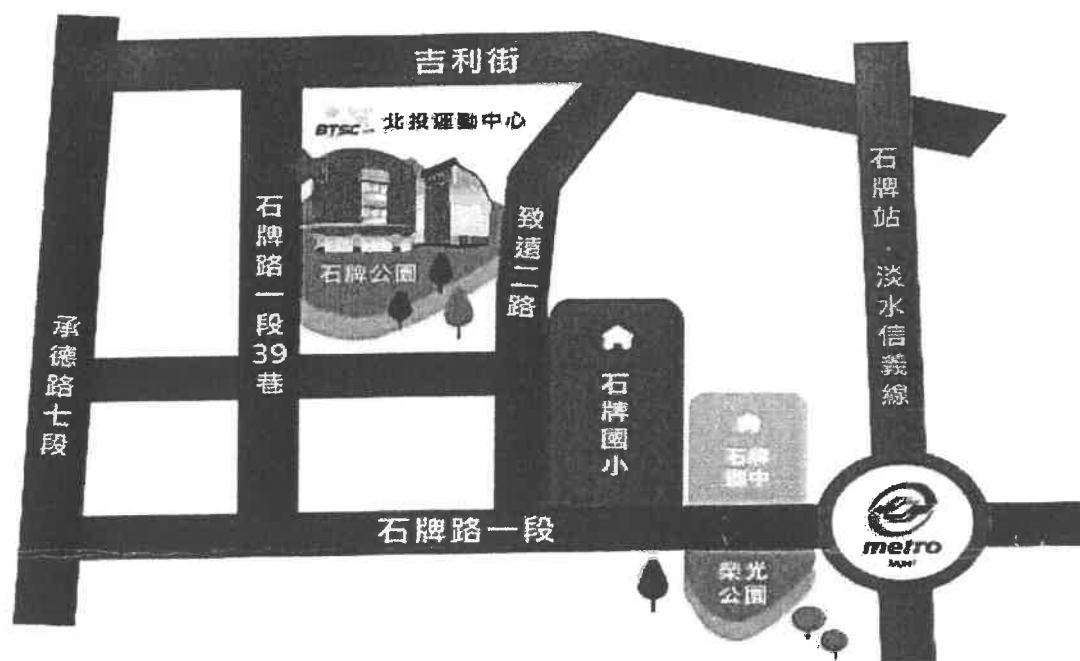 吉利街
BTSC
北投運動中心
石牌路一段39巷
石牌公園
致遠二路
石牌站・淡水信義線
承德路七段
石牌國小
石牌國中
石牌路一段
metro
榮光
公園